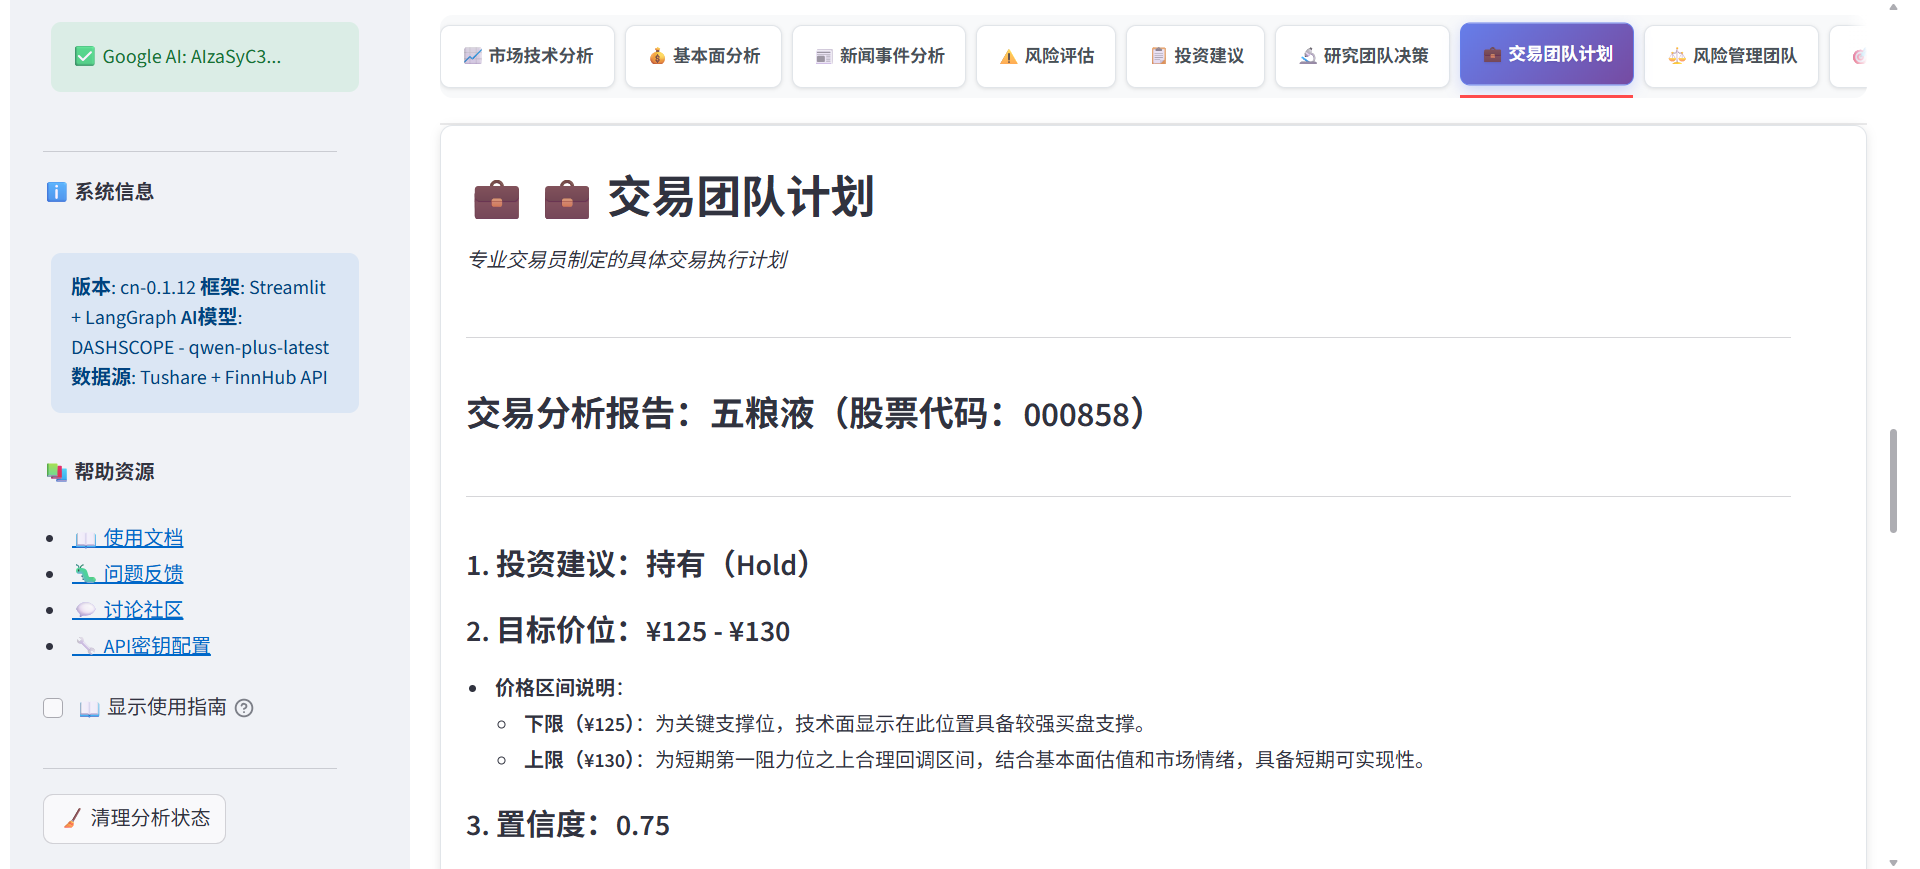 Google AI: AIzaSyC3...
系统信息
版本: cn-0.1.12 框架: Streamlit
+ LangGraph AI模型:
DASHSCOPE - qwen-plus-latest
数据源: Tushare + FinnHub API
帮助资源
使用文档
问题反馈
讨论社区
API密钥配置
显示使用指南
清理分析状态
市场技术分析
基本面分析
新闻事件分析
风险评估
投资建议
研究团队决策
交易团队计划
风险管理团队
交易团队计划
专业交易员制定的具体交易执行计划
交易分析报告：五粮液（股票代码：000858）
1. 投资建议：持有（Hold）
2. 目标价位：¥125 - ¥130
价格区间说明：
下限（¥125）：为关键支撑位，技术面显示在此位置具备较强买盘支撑。
上限（¥130）：为短期第一阻力位之上合理回调区间，结合基本面估值和市场情绪，具备短期可实现性。
3. 置信度：0.75